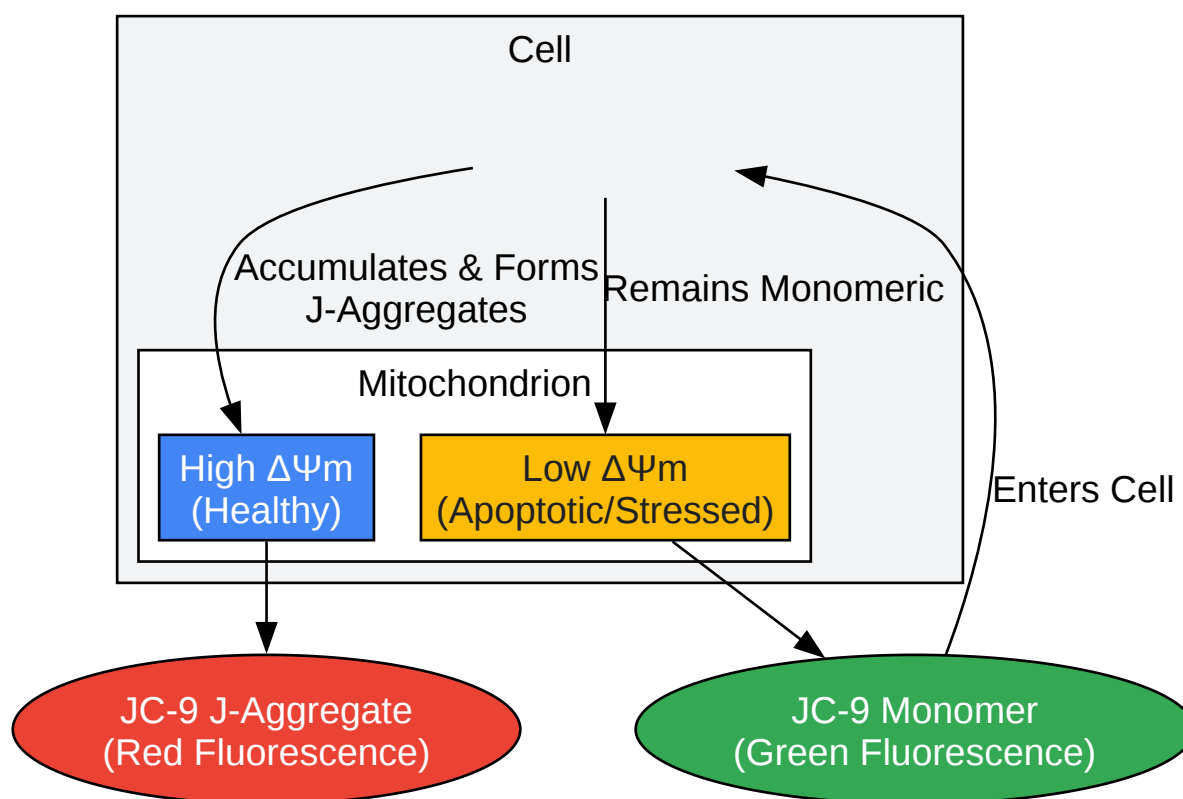 Cell
Accumulates & Forms
J-Aggregates
Remains Monomeric
Mitochondrion
High ΔΨm
(Healthy)
Low ΔΨm
(Apoptotic/Stressed)
Enters Cell
JC-9 J-Aggregate
(Red Fluorescence)
JC-9 Monomer
(Green Fluorescence)